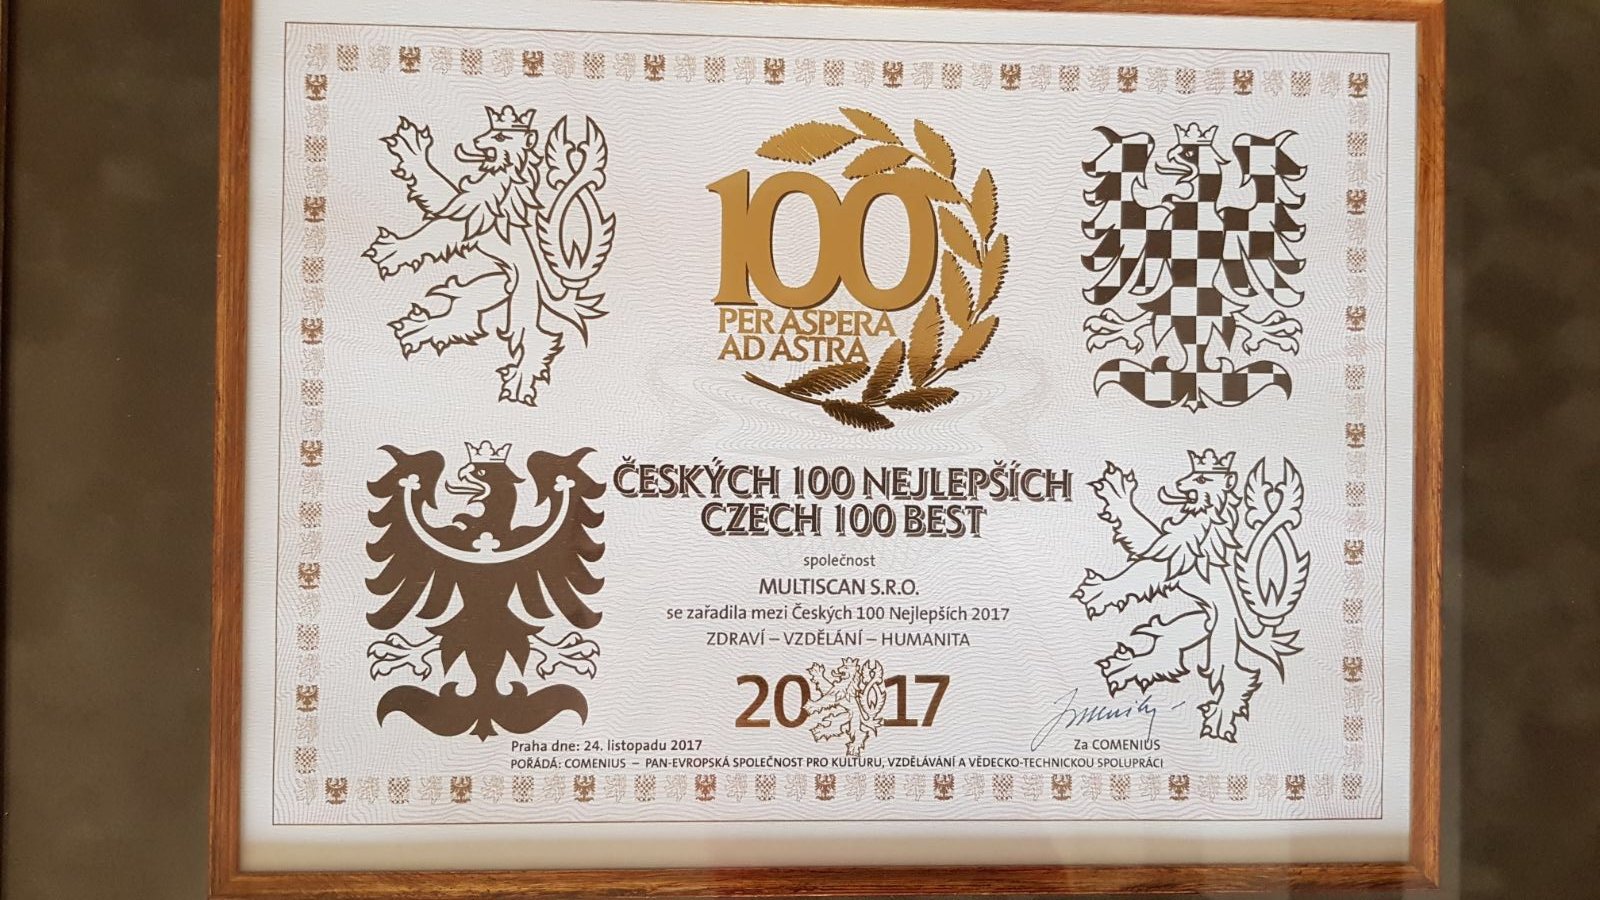 100
PER ASPERA
AD ASTRA
ČESKÝCH 100 NEJLEPŠÍCH
CZECH 100 BEST
společnost
MULTISCAN S.R.O.
se zařadila mezi Českých 100 Nejlepších 2017
ZDRAVÍ – VZDĚLÁNÍ – HUMANITA
2017
Praha dne: 24. listopadu 2017
Za COMENIUS
POŘÁDÁ: COMENIUS – PAN-EVROPSKÁ SPOLEČNOST PRO KULTURU, VZDĚLÁVÁNÍ A VĚDECKO-TECHNICKOU SPOLUPRÁCI